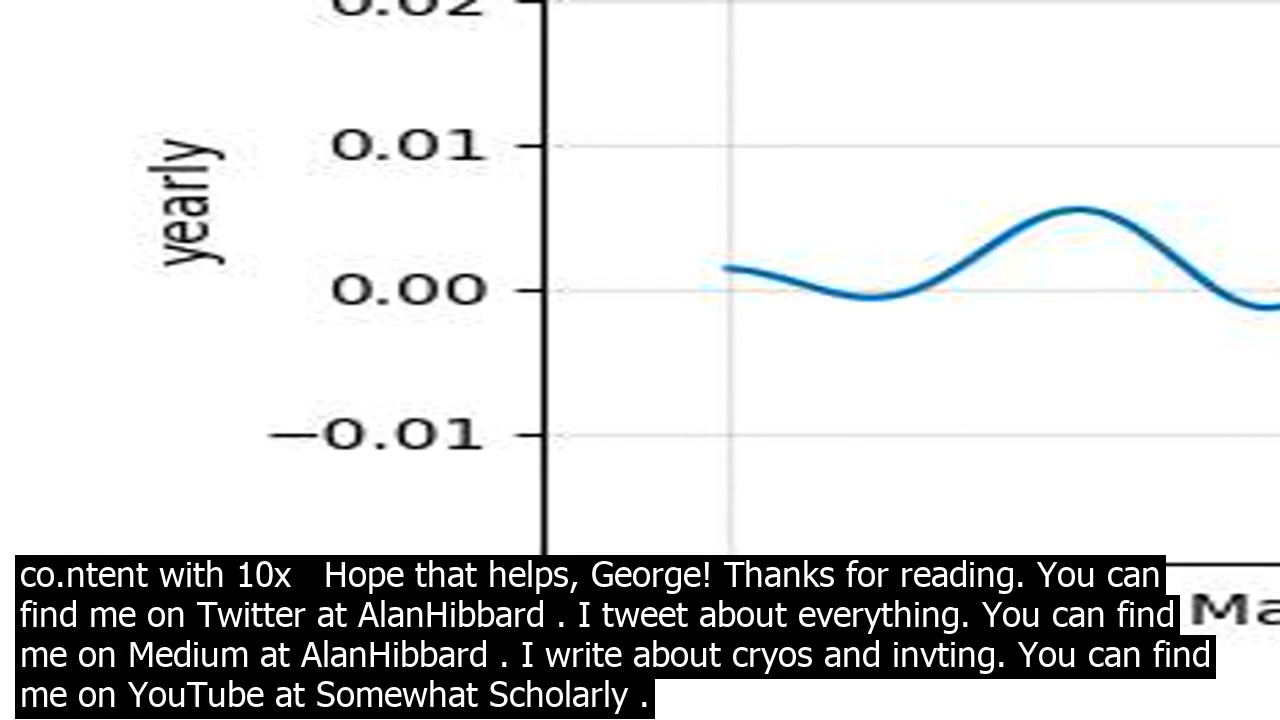 0.02
0.01
yearly
0.00
−0.01
Ma
co.ntent with 10x   Hope that helps, George! Thanks for reading. You can
find me on Twitter at AlanHibbard . I tweet about everything. You can find
me on Medium at AlanHibbard . I write about cryos and invting. You can find
me on YouTube at Somewhat Scholarly .